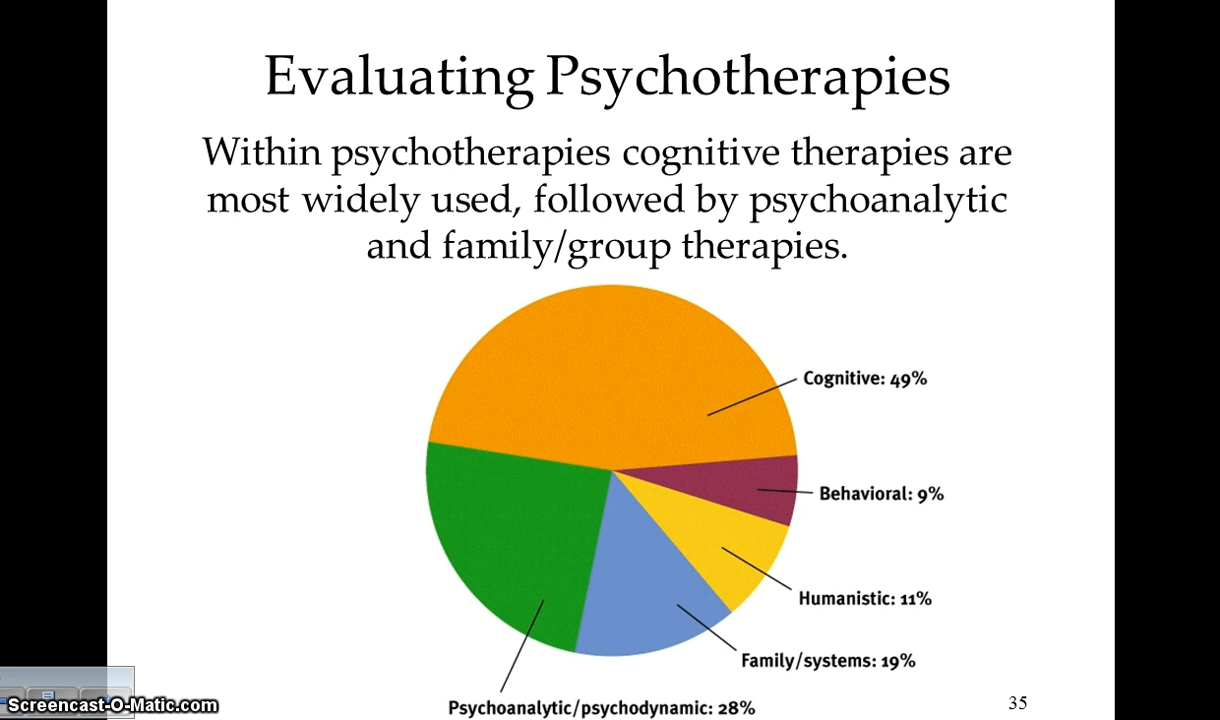 Evaluating Psychotherapies
Within psychotherapies cognitive therapies are
most widely used, followed by psychoanalytic
and family/group therapies.
Cognitive: 49%
Behavioral: 9%
Humanistic: 11%
Family/systems: 19%
Psychoanalytic/psychodynamic: 28%
35
Screencast-O-Matic.com